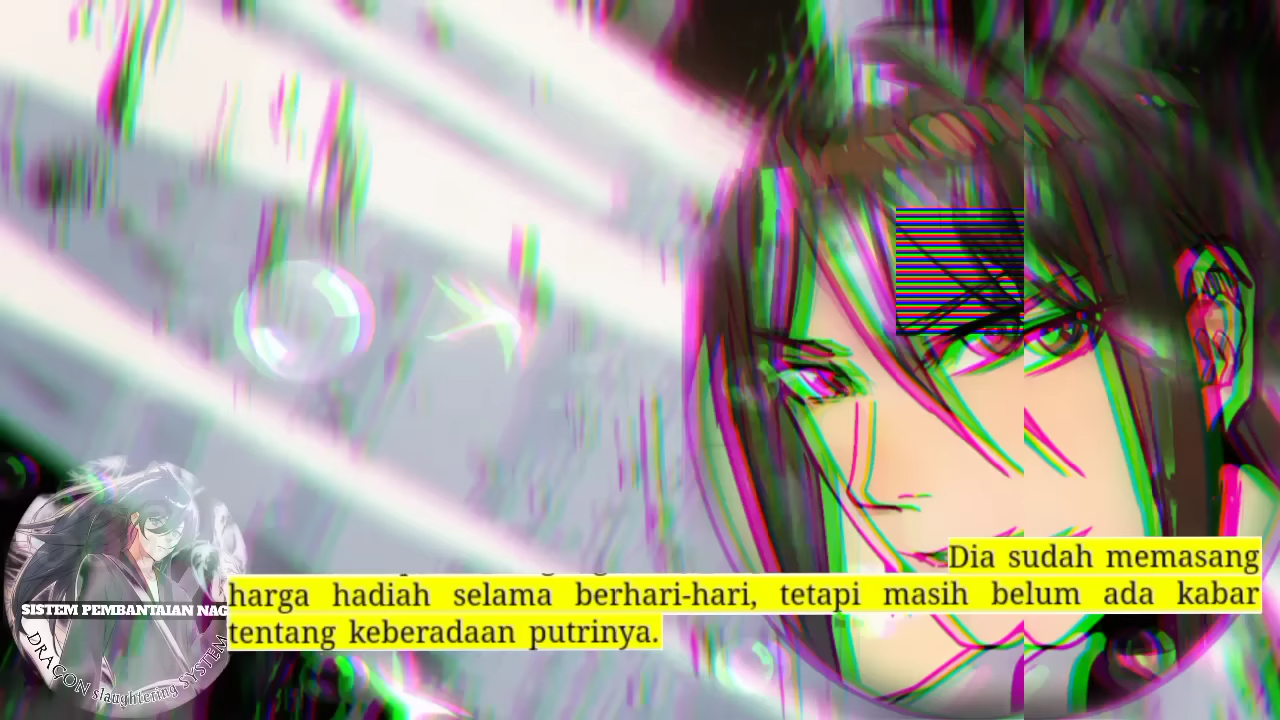 Dia sudah memasang
harga hadiah selama berhari-hari, tetapi masih belum ada kabar
tentang keberadaan putrinya.
SISTEM PEMBANTAIAN NAG
DRAGON slaughtering SYSTEM